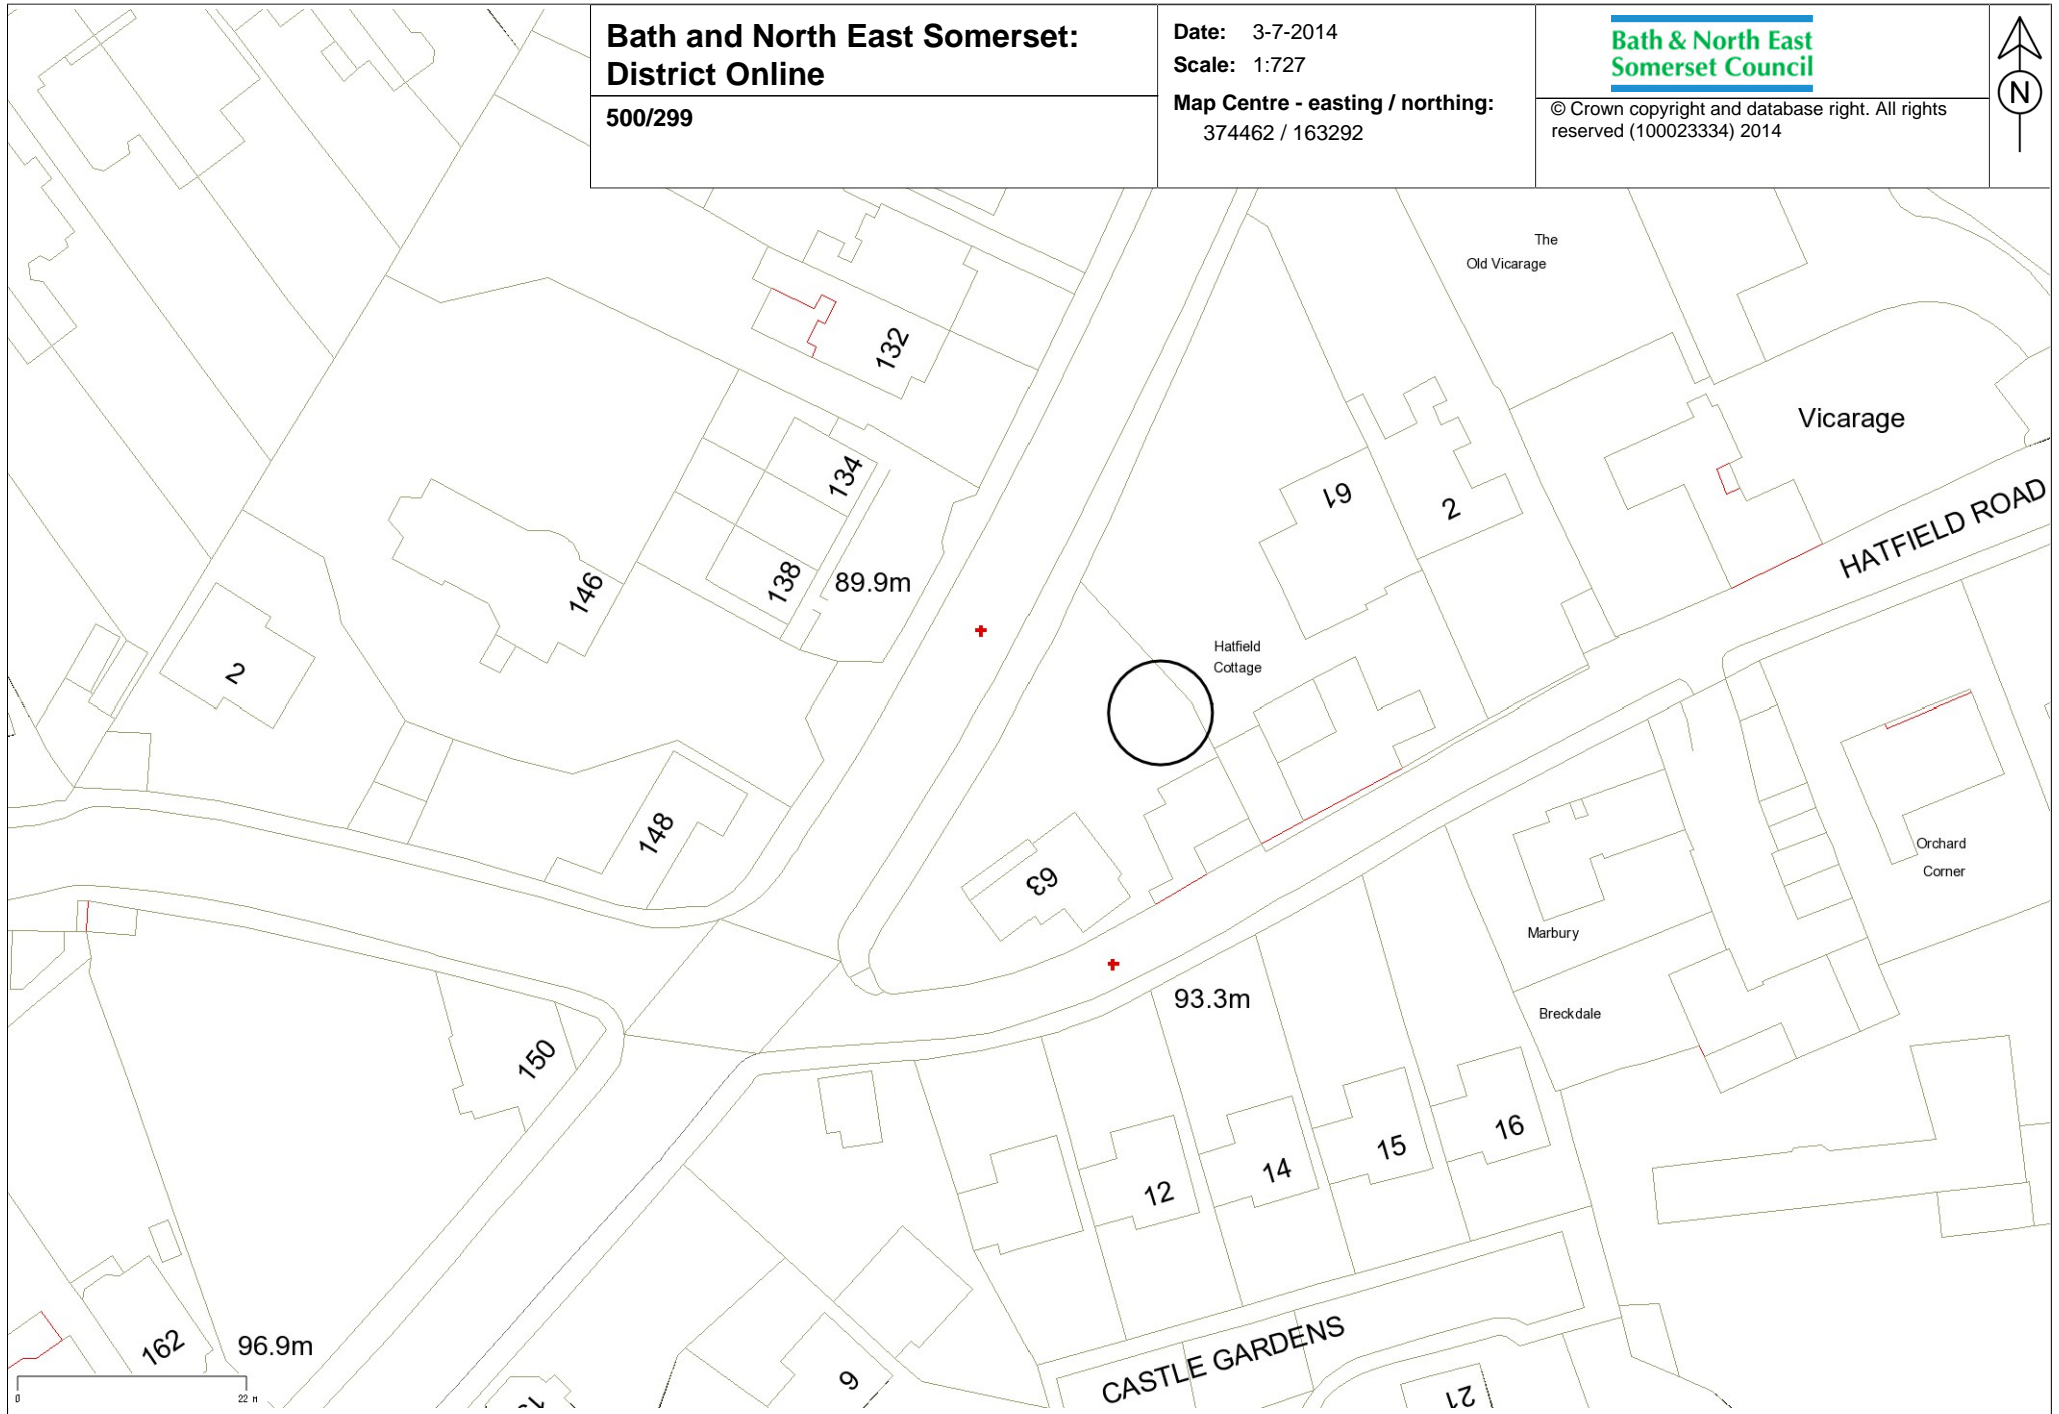 Bath and North East Somerset:
District Online
500/299
Date: 3-7-2014
Scale: 1:727
Map Centre - easting / northing:
374462 / 163292
Bath & North East
Somerset Council
© Crown copyright and database right. All rights
reserved (100023334) 2014
N
The
Old Vicarage
132
Vicarage
134
61
2
HATFIELD ROAD
146
138
89.9m
2
Hatfield
Cottage
148
63
Orchard
Corner
Marbury
93.3m
Breckdale
150
12
14
15
16
162
96.9m
9
CASTLE GARDENS
21
0
22 M